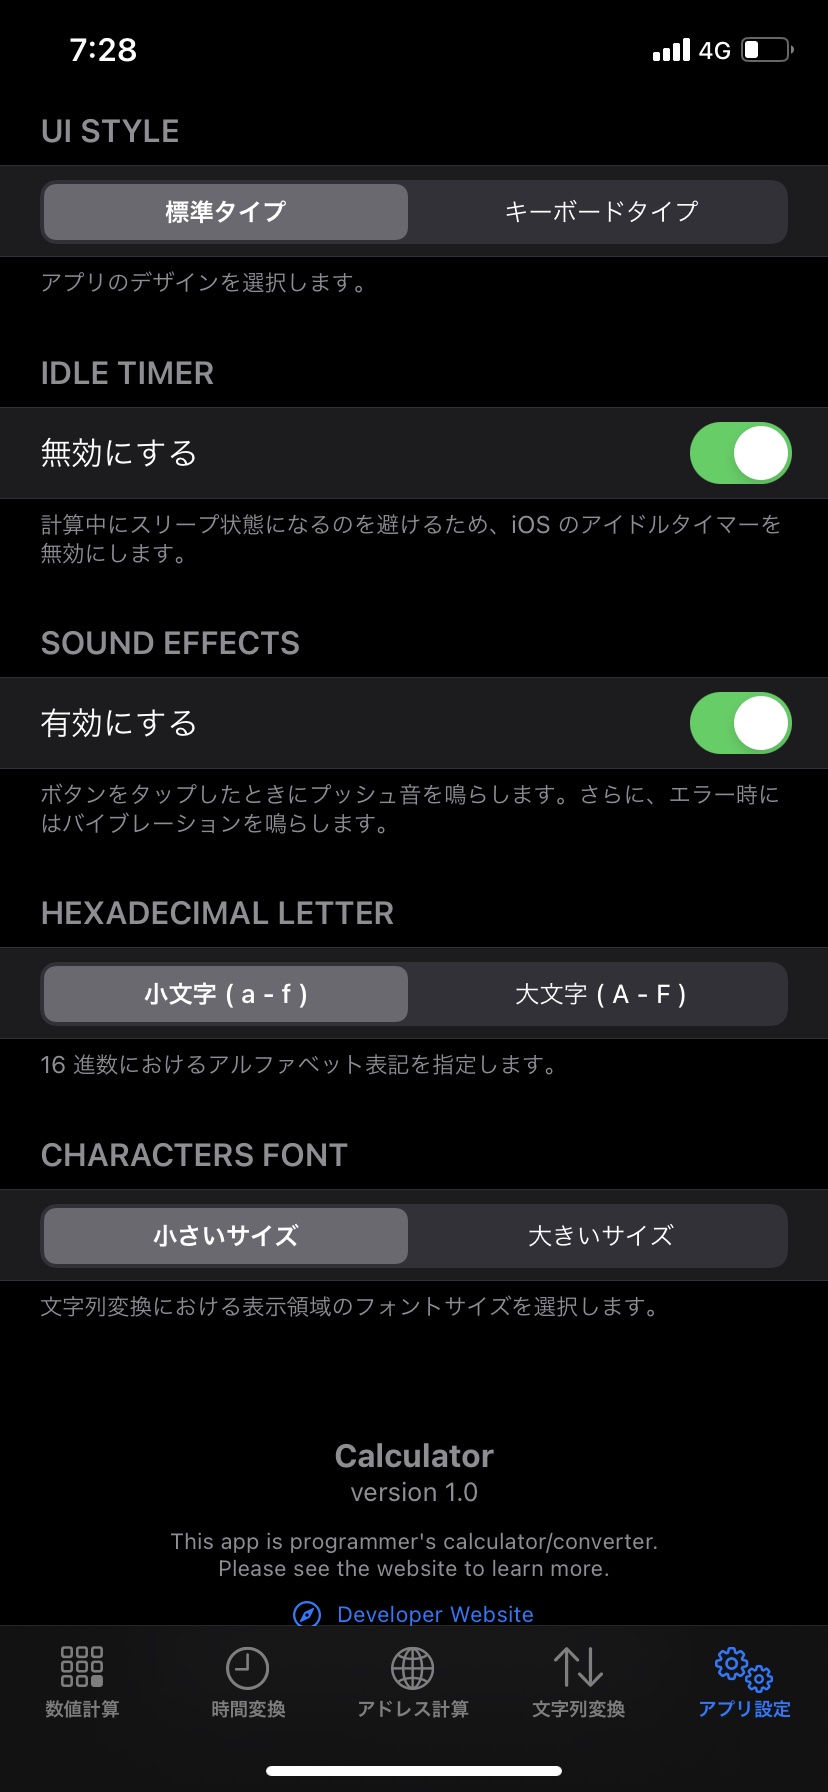 7:28
4G
UI STYLE
標準タイプ
キーボードタイプ
アプリのデザインを選択します。
IDLE TIMER
無効にする
計算中にスリープ状態になるのを避けるため、iOS のアイドルタイマーを
無効にします。
SOUND EFFECTS
有効にする
ボタンをタップしたときにプッシュ音を鳴らします。さらに、エラー時に
はバイブレーションを鳴らします。
HEXADECIMAL LETTER
小文字 ( a - f )
大文字 ( A - F )
16 進数におけるアルファベット表記を指定します。
CHARACTERS FONT
小さいサイズ
大きいサイズ
文字列変換における表示領域のフォントサイズを選択します。
Calculator
version 1.0
This app is programmer's calculator/converter.
Please see the website to learn more.
Developer Website
数値計算
時間変換
アドレス計算
文字列変換
アプリ設定